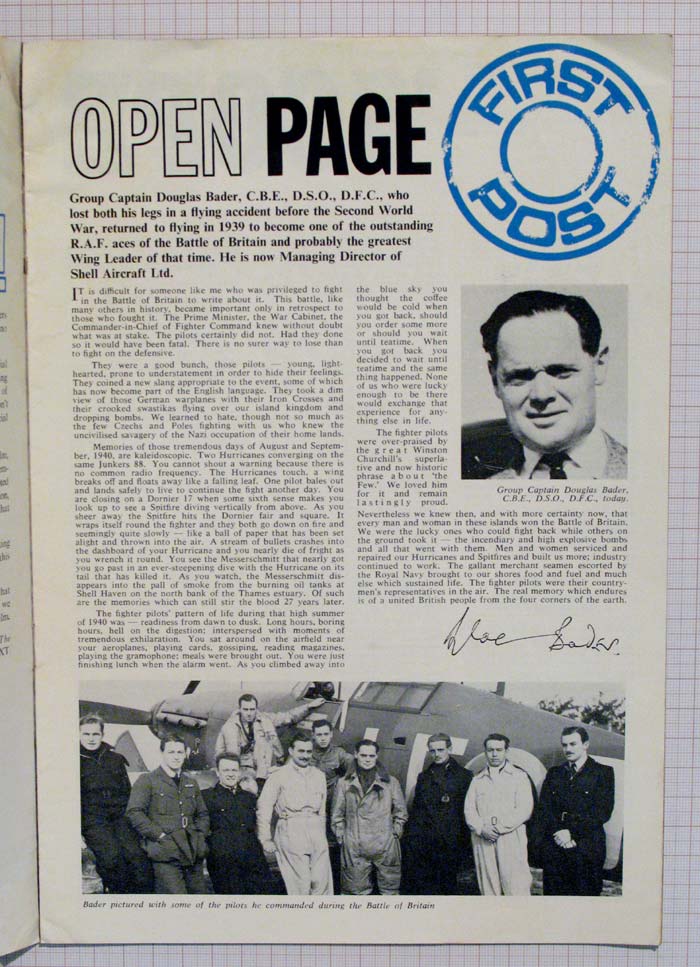 OPEN PAGE
FIRST
POST
Group Captain Douglas Bader, C.B.E., D.S.O., D.F.C., who
lost both his legs in a flying accident before the Second World
War, returned to flying in 1939 to become one of the outstanding
R.A.F. aces of the Battle of Britain and probably the greatest
Wing Leader of that time. He is now Managing Director of
Shell Aircraft Ltd.
IT is difficult for someone like me who was privileged to fight
in the Battle of Britain to write about it. This battle, like
many others in history, became important only in retrospect to
those who fought it. The Prime Minister, the War Cabinet, the
Commander-in-Chief of Fighter Command knew without doubt
what was at stake. The pilots certainly did not. Had they done
so it would have been fatal. There is no surer way to lose than
to fight on the defensive.
They were a good bunch, those pilots — young, light-
hearted, prone to understatement in order to hide their feelings.
They coined a new slang appropriate to the event, some of which
has now become part of the English language. They took a dim
view of those German warplanes with their Iron Crosses and
their crooked swastikas flying over our island kingdom and
dropping bombs. We learned to hate, though not so much as
the few Czechs and Poles fighting with us who knew the
uncivilised savagery of the Nazi occupation of their home lands.
Memories of those tremendous days of August and Septem-
ber, 1940, are kaleidoscopic. Two Hurricanes converging on the
same Junkers 88. You cannot shout a warning because there is
no common radio frequency. The Hurricanes touch, a wing
breaks off and floats away like a falling leaf. One pilot bales out
and lands safely to live to continue the fight another day. You
are closing on a Dornier 17 when some sixth sense makes you
look up to see a Spitfire diving vertically from above. As you
sheer away the Spitfire hits the Dornier fair and square. It
wraps itself round the fighter and they both go down on fire and
seemingly quite slowly — like a ball of paper that has been set
alight and thrown into the air. A stream of bullets crashes into
the dashboard of your Hurricane and you nearly die of fright as
you wrench it round. You see the Messerschmitt that nearly got
you go past in an ever-steepening dive with the Hurricane on its
tail that has killed it. As you watch, the Messerschmitt dis-
appears into the pall of smoke from the burning oil tanks at
Shell Haven on the north bank of the Thames estuary. Of such
are the memories which can still stir the blood 27 years later.
The fighter pilots' pattern of life during that high summer
of 1940 was — readiness from dawn to dusk. Long hours, boring
hours, hell on the digestion; interspersed with moments of
tremendous exhilaration. You sat around on the airfield near
your aeroplanes, playing cards, gossiping, reading magazines,
playing the gramophone; meals were brought out. You were just
finishing lunch when the alarm went. As you climbed away into
the blue sky you
thought the coffee
would be cold when
you got back, should
you order some more
or should you wait
until teatime. When
you got back you
decided to wait until
teatime and the same
thing happened. None
of us who were lucky
enough to be there
would exchange that
experience for any-
thing else in life.
The fighter pilots
were over-praised by
the great Winston
Churchill's superla-
tive and now historic
phrase about 'the
Few.' We loved him
for it and remain
lastingly proud.
Group Captain Douglas Bader,
C.B.E., D.S.O., D.F.C., today.
Nevertheless we knew then, and with more certainty now, that
every man and woman in these islands won the Battle of Britain.
We were the lucky ones who could fight back while others on
the ground took it — the incendiary and high explosive bombs
and all that went with them. Men and women serviced and
repaired our Hurricanes and Spitfires and built us more; industry
continued to work. The gallant merchant seamen escorted by
the Royal Navy brought to our shores food and fuel and much
else which sustained life. The fighter pilots were their country-
men's representatives in the air. The real memory which endures
is of a united British people from the four corners of the earth.
Bader pictured with some of the pilots he commanded during the Battle of Britain